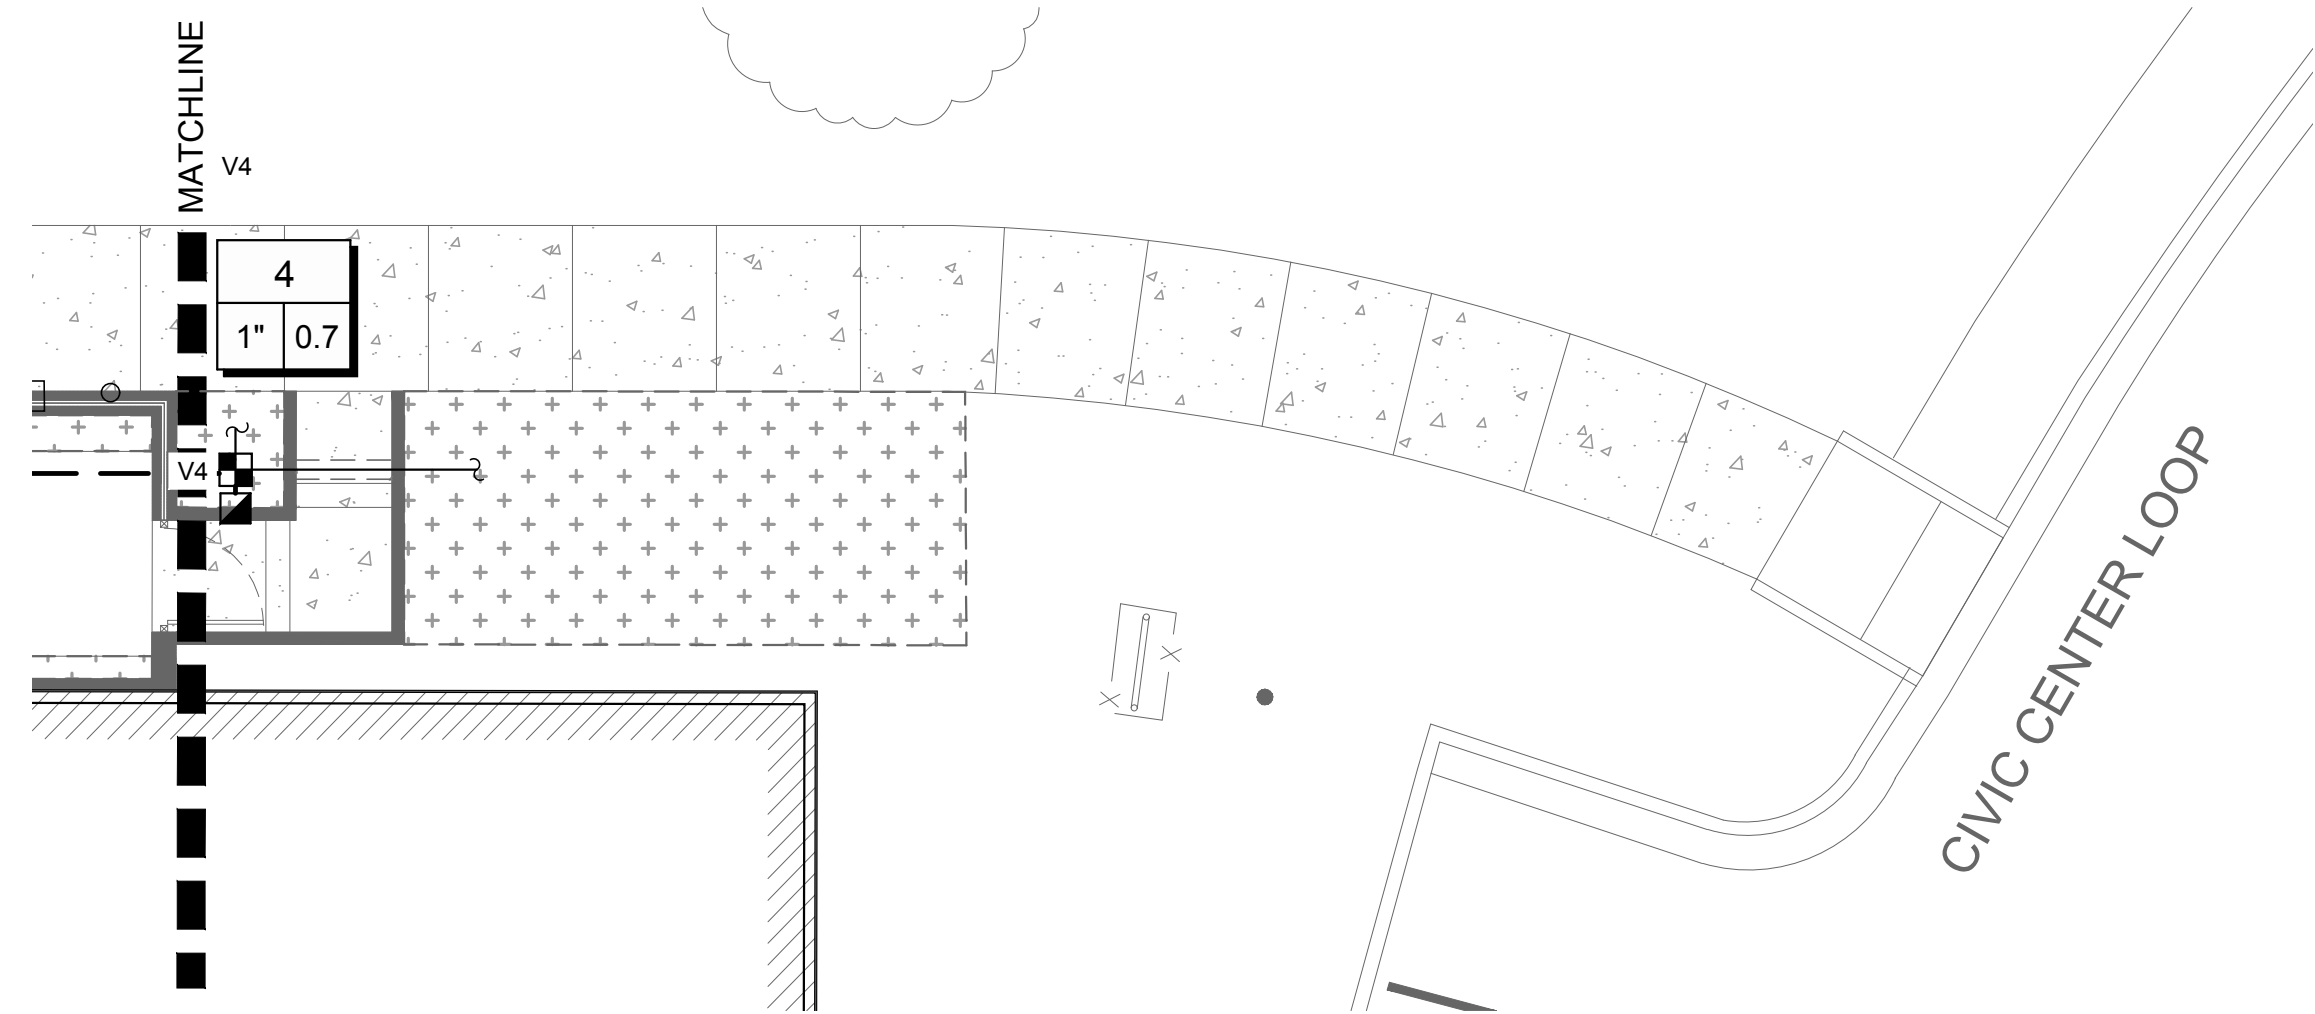 MATCHLINE
V4
4
1" 0.7
V4
CIVIC CENTER LOOP